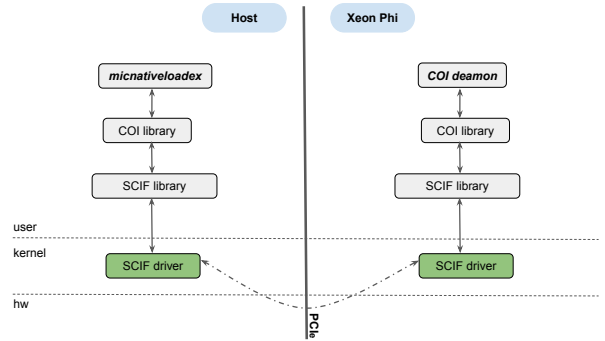 Host
Xeon Phi
micnativeloadex
COI deamon
COI library
COI library
SCIF library
SCIF library
user
kernel
SCIF driver
SCIF driver
hw
PCIe